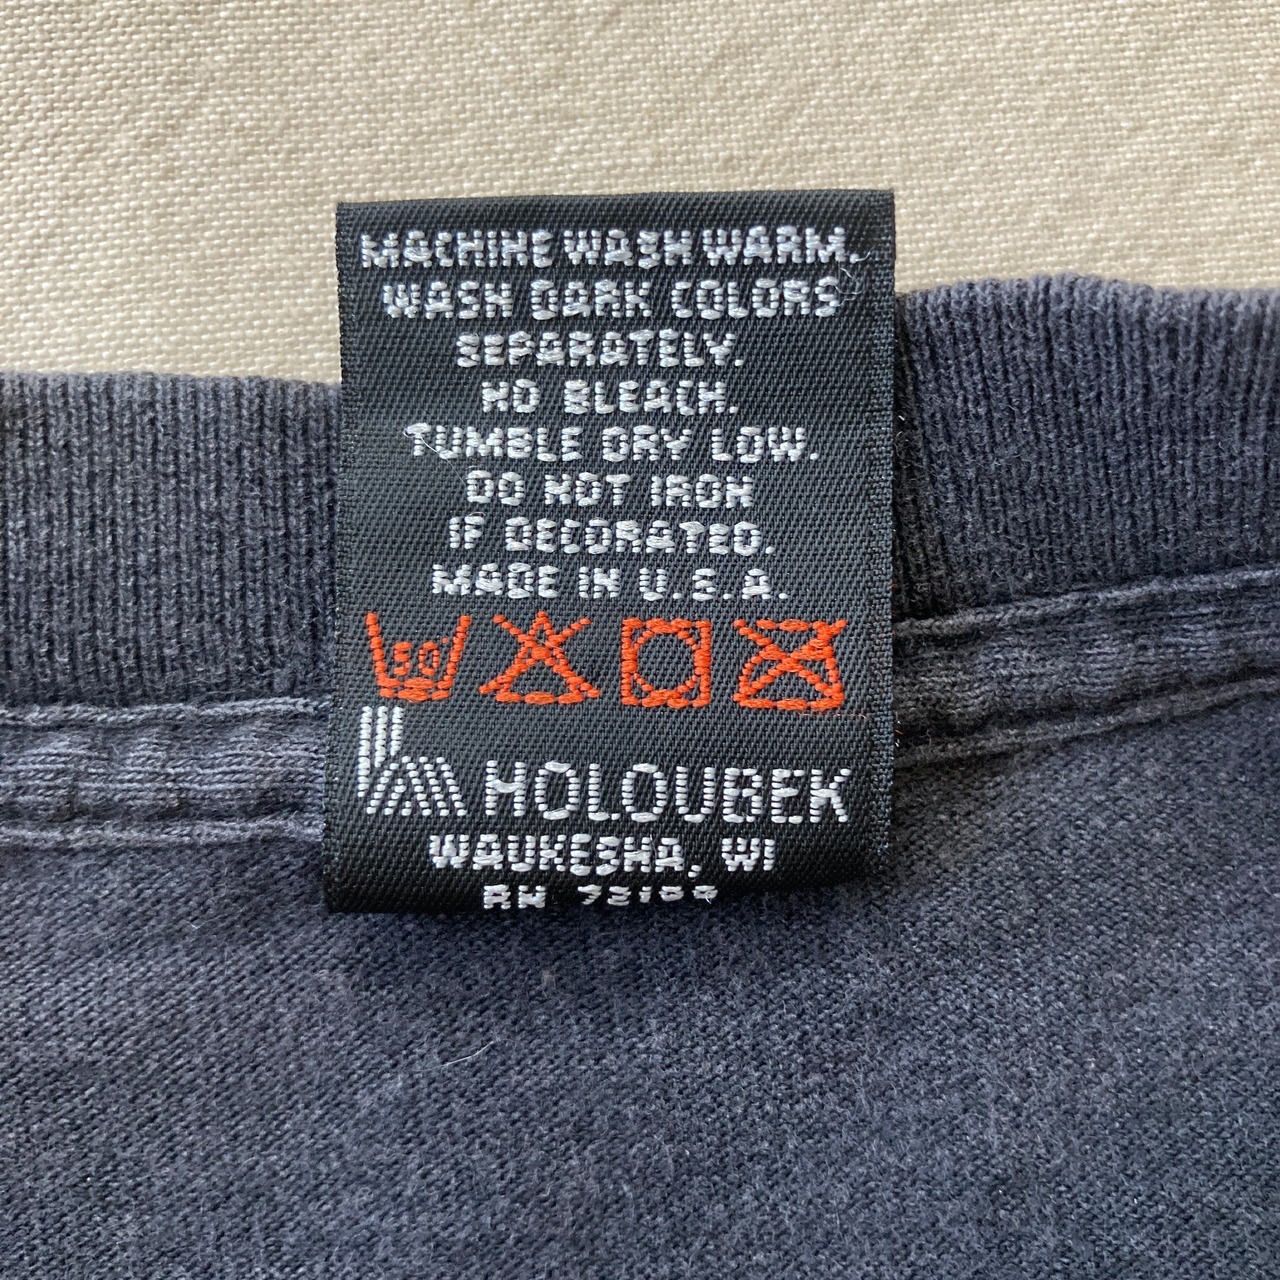 MACHINE WASH WARM.
WASH DARK COLORS
SEPARATELY.
NO BLEACH.
TUMBLE DRY LOW.
DO NOT IRON
IF DECORATED.
MADE IN U.S.A.
50
HOLOUBEK
WAUKESHA, WI
RN